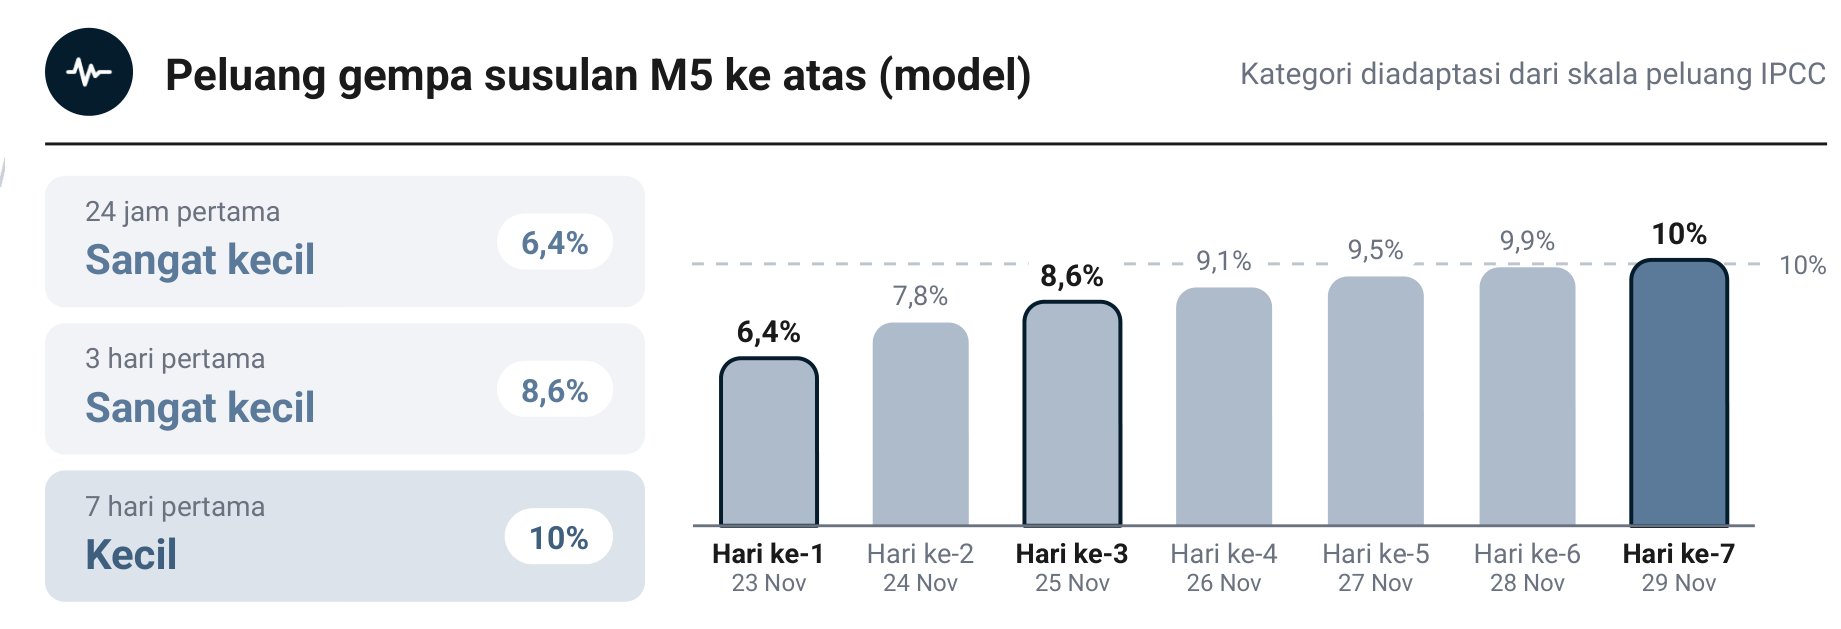 Peluang gempa susulan M5 ke atas (model)
Kategori diadaptasi dari skala peluang IPCC
24 jam pertama
Sangat kecil
6,4%
3 hari pertama
Sangat kecil
8,6%
7 hari pertama
Kecil
10%
6,4%
7,8%
8,6%
9,1%
9,5%
9,9%
10%
10%
Hari ke-1
23 Nov
Hari ke-2
24 Nov
Hari ke-3
25 Nov
Hari ke-4
26 Nov
Hari ke-5
27 Nov
Hari ke-6
28 Nov
Hari ke-7
29 Nov